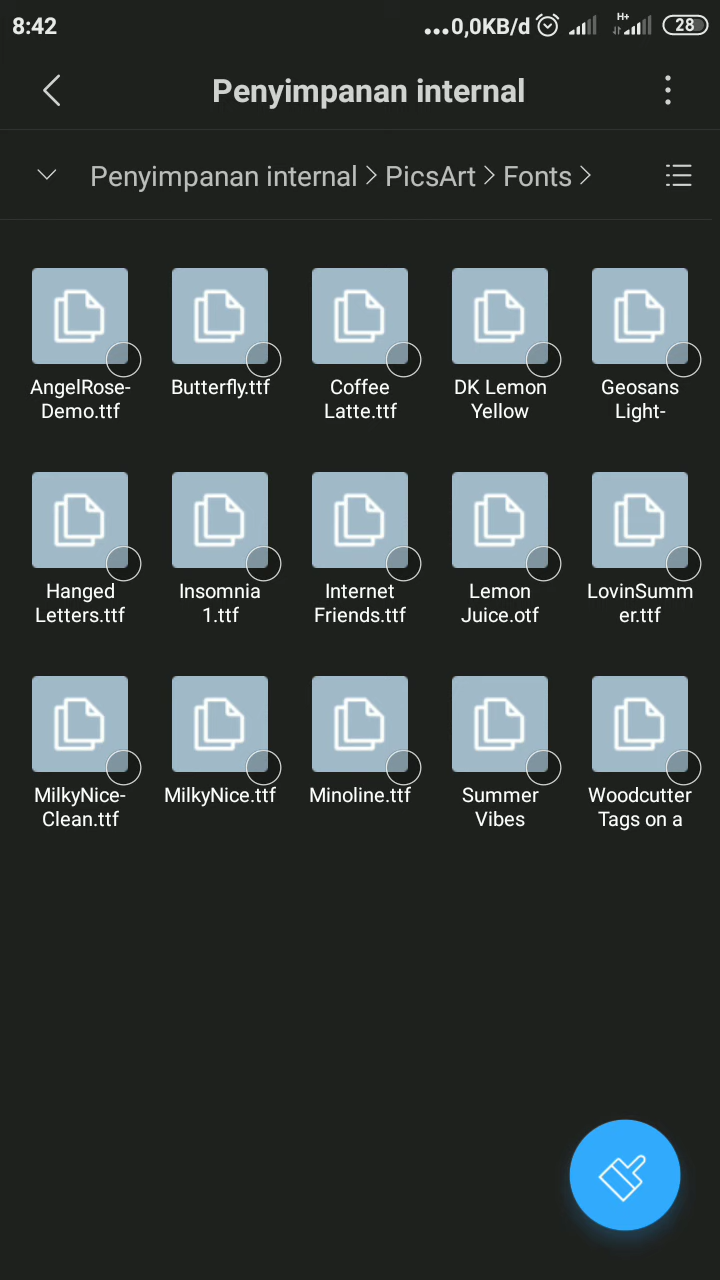 8:42
...0,0KB/d
H+
28
Penyimpanan internal
Penyimpanan internal > PicsArt > Fonts >
AngelRose-
Demo.ttf
Butterfly.ttf
Coffee
Latte.ttf
DK Lemon
Yellow
Geosans
Light-
Hanged
Letters.ttf
Insomnia
1.ttf
Internet
Friends.ttf
Lemon
Juice.otf
LovinSumm
er.ttf
MilkyNice-
Clean.ttf
MilkyNice.ttf
Minoline.ttf
Summer
Vibes
Woodcutter
Tags on a